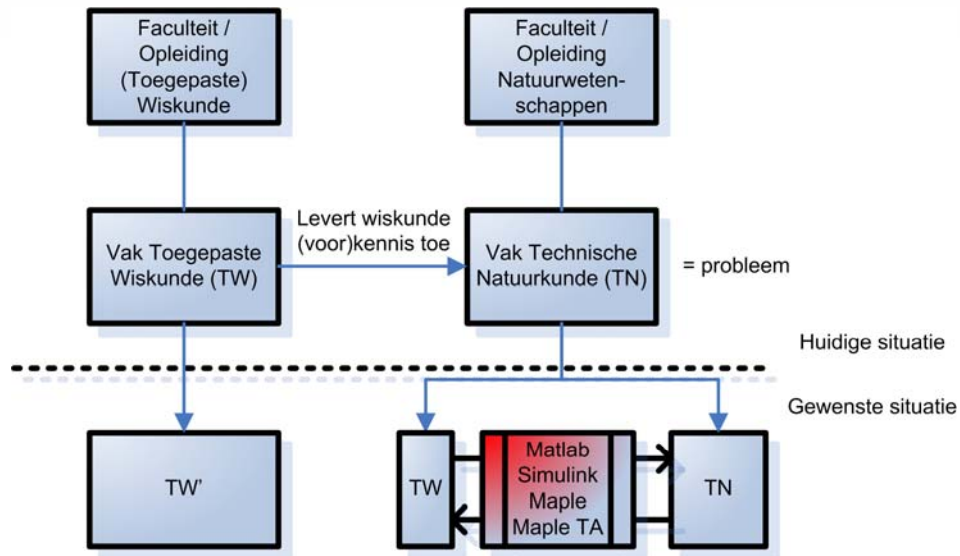 Faculteit /
Opleiding
(Toegepaste)
Wiskunde
Faculteit /
Opleiding
Natuurweten-
schappen
Vak Toegepaste
Wiskunde (TW)
Levert wiskunde
(voor)kennis toe
Vak Technische
Natuurkunde (TN)
= probleem
Huidige situatie
Gewenste situatie
TW’
TW
Matlab
Simulink
Maple
Maple TA
TN